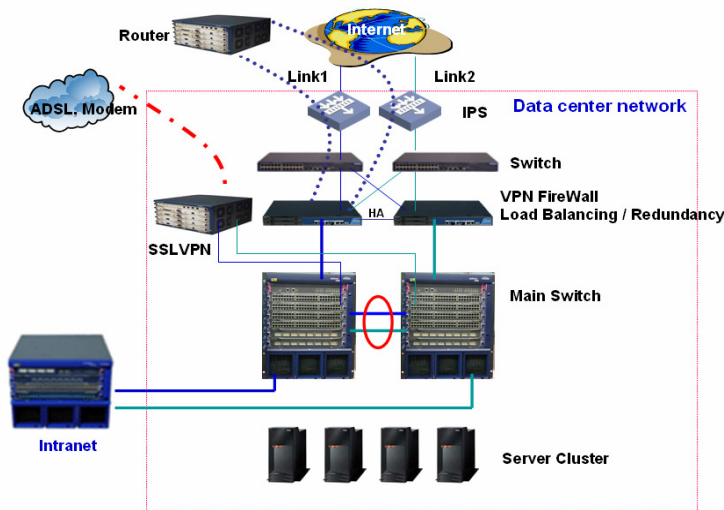 Router
Internet
Link1
Link2
ADSL, Modem
IPS
Data center network
Switch
VPN FireWall
Load Balancing / Redundancy
HA
SSLVPN
Main Switch
Intranet
Server Cluster